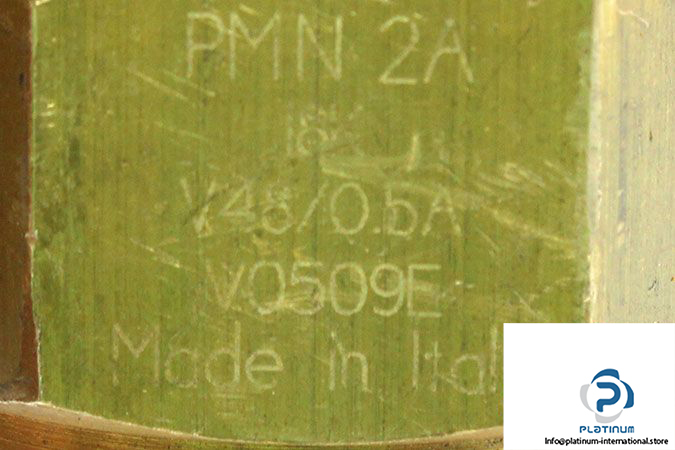 PMN 2A
V48/0.5A
V0509E
Made in Ital
PLATINUM
Info@platinum-international.store